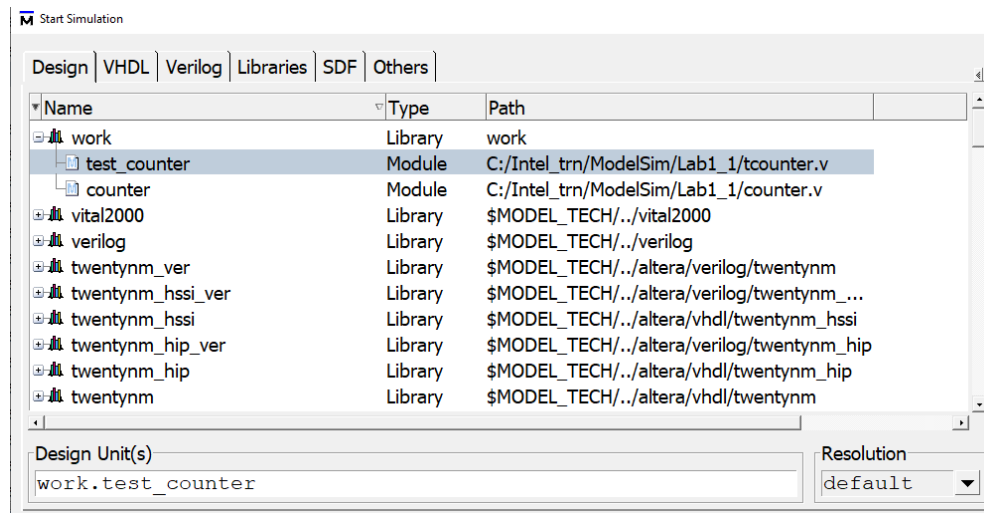 Start Simulation
Design VHDL Verilog Libraries SDF Others
Name Type Path
work Library work
test_counter Module C:/Intel_trn/ModelSim/Lab1_1/tcounter.v
counter Module C:/Intel_trn/ModelSim/Lab1_1/counter.v
vital2000 Library $MODEL_TECH/../vital2000
verilog Library $MODEL_TECH/../verilog
twentynm_ver Library $MODEL_TECH/../altera/verilog/twentynm
twentynm_hssi_ver Library $MODEL_TECH/../altera/verilog/twentynm_...
twentynm_hssi Library $MODEL_TECH/../altera/vhdl/twentynm_hssi
twentynm_hip_ver Library $MODEL_TECH/../altera/verilog/twentynm_hip
twentynm_hip Library $MODEL_TECH/../altera/vhdl/twentynm_hip
twentynm Library $MODEL_TECH/../altera/vhdl/twentynm
Design Unit(s) Resolution
work.test_counter default